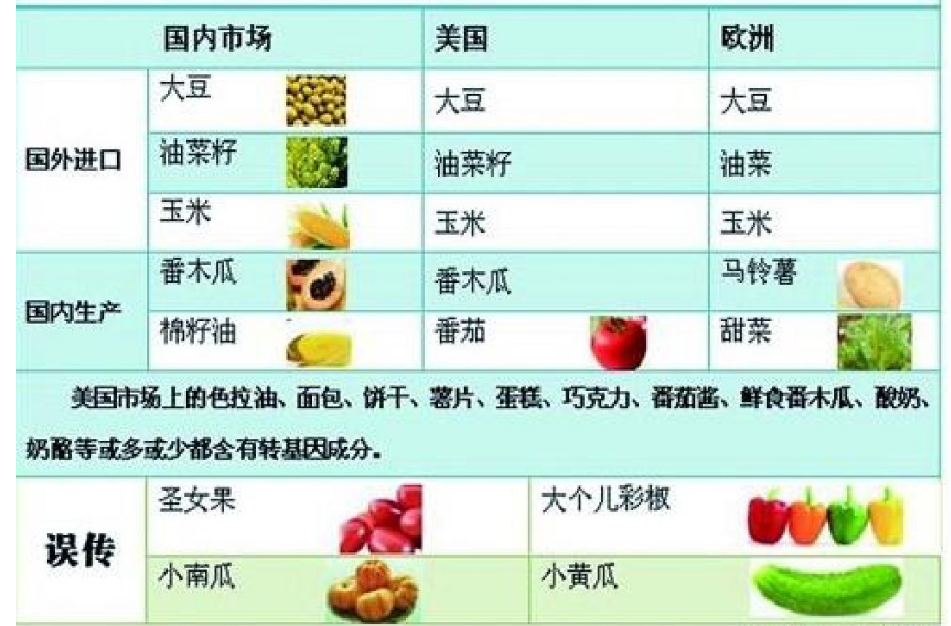 国内市场 美国 欧洲
国外进口
大豆 大豆 大豆
油菜籽 油菜籽 油菜
玉米 玉米 玉米
国内生产
番木瓜 番木瓜 马铃薯
棉籽油 番茄 甜菜
美国市场上的色拉油、面包、饼干、薯片、蛋糕、巧克力、番茄酱、鲜食番木瓜、酸奶、
奶酪等或多或少都含有转基因成分。
误传
圣女果 大个儿彩椒
小南瓜 小黄瓜